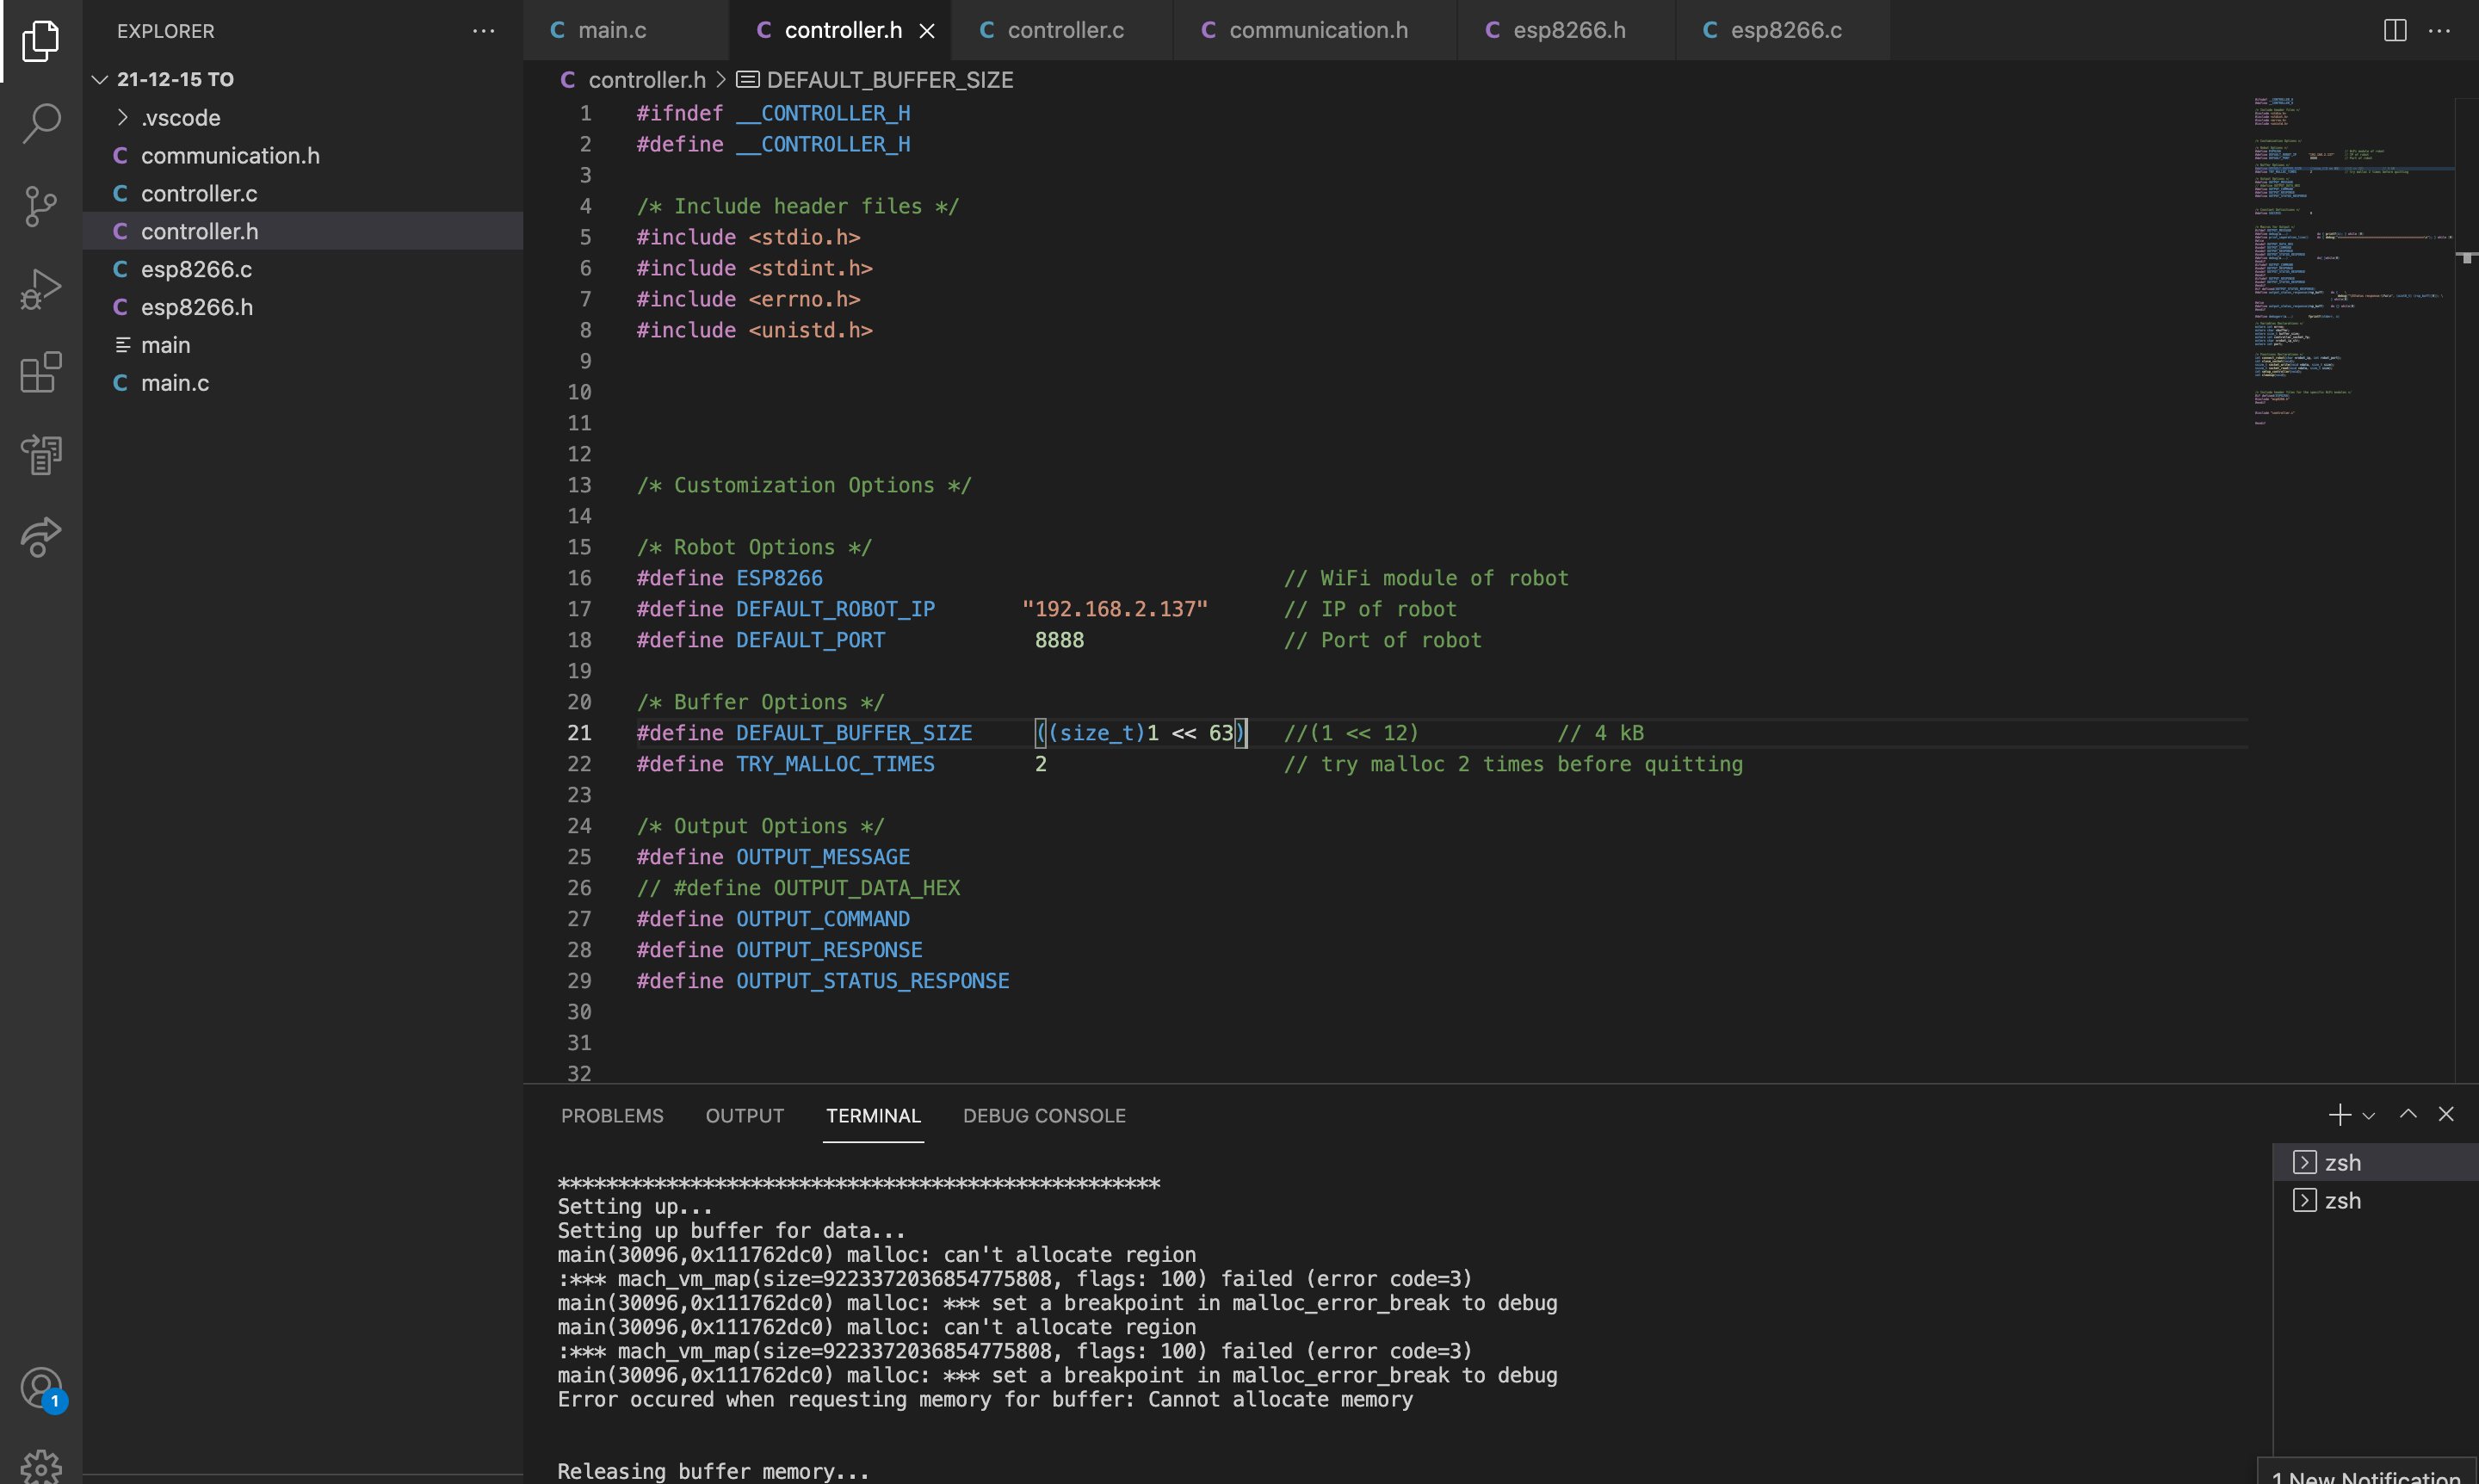 EXPLORER
21-12-15 TO
.vscode
C communication.h
C controller.c
C controller.h
C esp8266.c
C esp8266.h
main
C main.c
1
C main.c
C controller.h
C controller.c
C communication.h
C esp8266.h
C esp8266.c
C controller.h > DEFAULT_BUFFER_SIZE
1 #ifndef __CONTROLLER_H
2 #define __CONTROLLER_H
3
4 /* Include header files */
5 #include <stdio.h>
6 #include <stdint.h>
7 #include <errno.h>
8 #include <unistd.h>
9
10
11
12
13 /* Customization Options */
14
15 /* Robot Options */
16 #define ESP8266 // WiFi module of robot
17 #define DEFAULT_ROBOT_IP "192.168.2.137" // IP of robot
18 #define DEFAULT_PORT 8888 // Port of robot
19
20 /* Buffer Options */
21 #define DEFAULT_BUFFER_SIZE ((size_t)1 << 63) //(1 << 12) // 4 kB
22 #define TRY_MALLOC_TIMES 2 // try malloc 2 times before quitting
23
24 /* Output Options */
25 #define OUTPUT_MESSAGE
26 // #define OUTPUT_DATA_HEX
27 #define OUTPUT_COMMAND
28 #define OUTPUT_RESPONSE
29 #define OUTPUT_STATUS_RESPONSE
30
31
32
PROBLEMS OUTPUT TERMINAL DEBUG CONSOLE
**************************************************
Setting up...
Setting up buffer for data...
main(30096,0x111762dc0) malloc: can't allocate region
:*** mach_vm_map(size=9223372036854775808, flags: 100) failed (error code=3)
main(30096,0x111762dc0) malloc: *** set a breakpoint in malloc_error_break to debug
main(30096,0x111762dc0) malloc: can't allocate region
:*** mach_vm_map(size=9223372036854775808, flags: 100) failed (error code=3)
main(30096,0x111762dc0) malloc: *** set a breakpoint in malloc_error_break to debug
Error occured when requesting memory for buffer: Cannot allocate memory
Releasing buffer memory...
zsh
zsh
1 New Notification